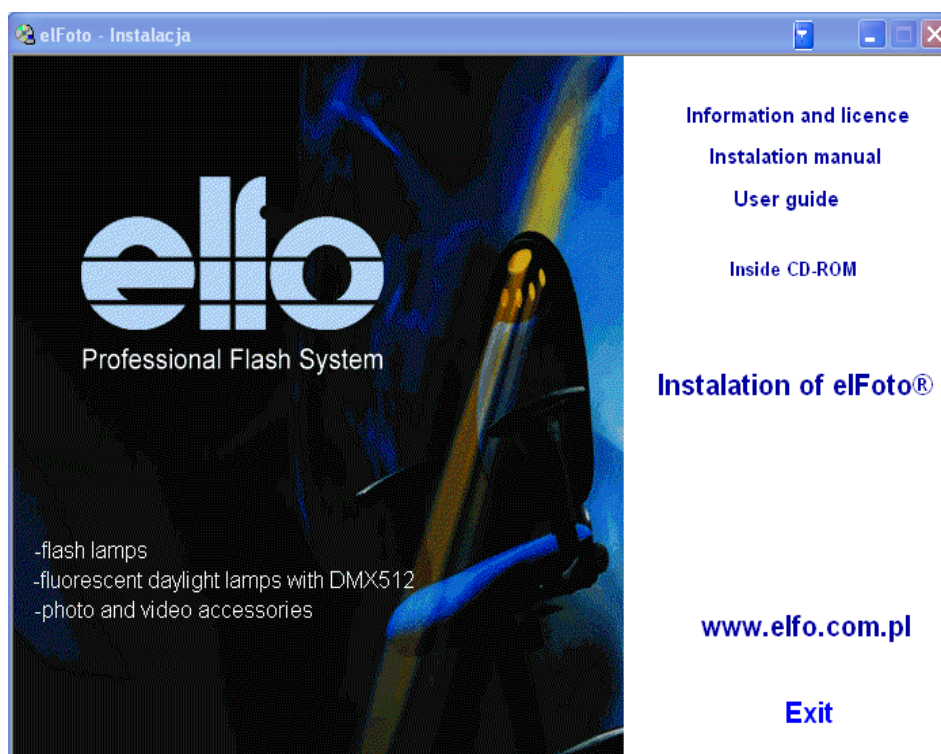 elFoto - Instalacja
elfo
Professional Flash System
-flash lamps
-fluorescent daylight lamps with DMX512
-photo and video accessories
Information and licence
Instalation manual
User guide
Inside CD-ROM
Instalation of elFoto®
www.elfo.com.pl
Exit